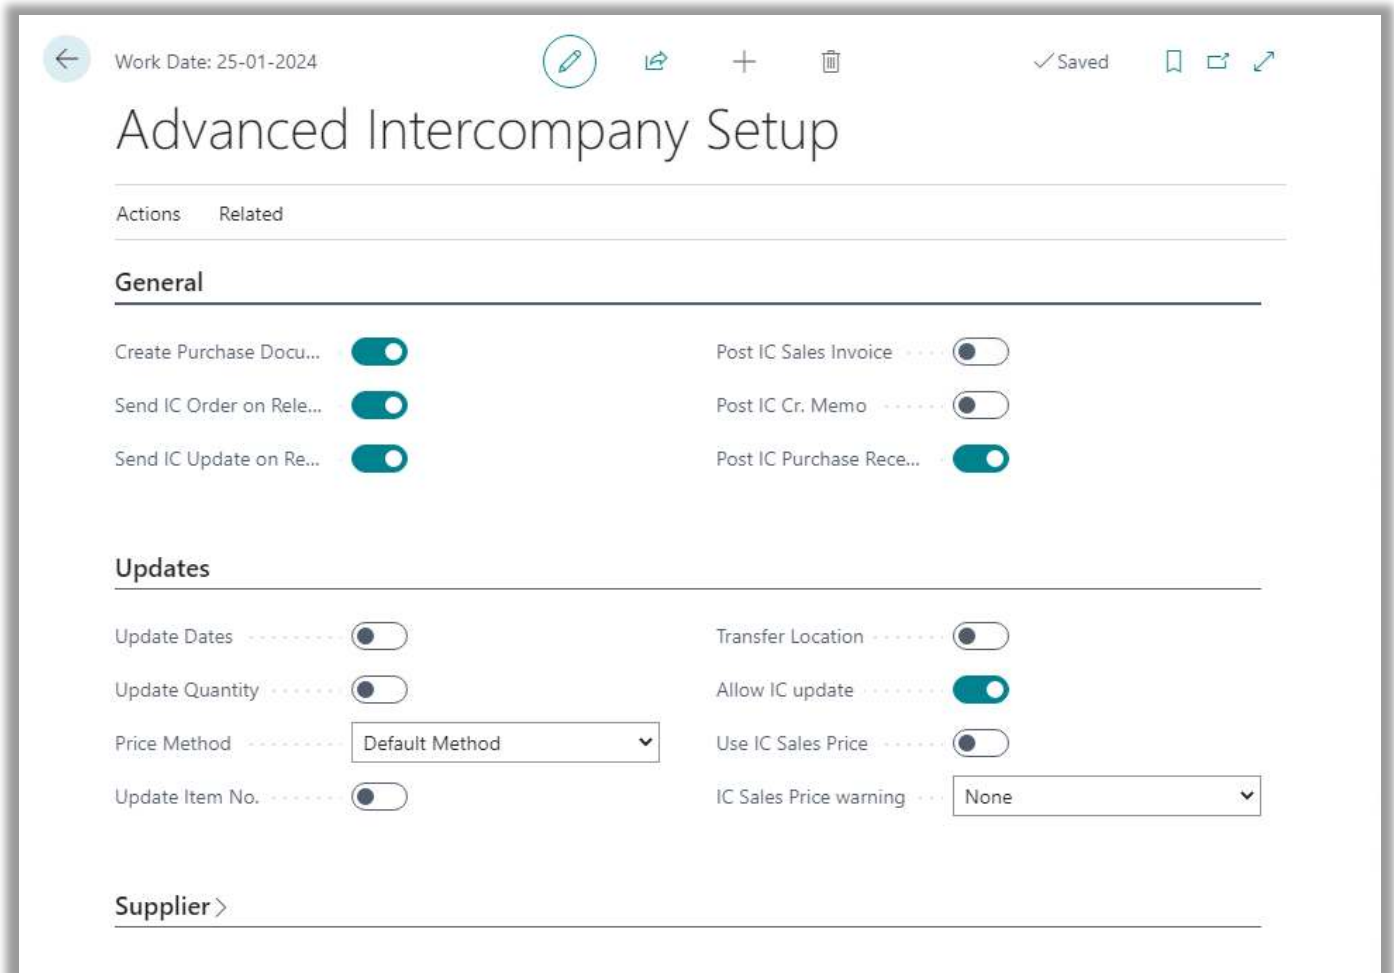 Work Date: 25-01-2024
Saved
Advanced Intercompany Setup
Actions Related
General
Create Purchase Docu...
Send IC Order on Rele...
Send IC Update on Re...
Post IC Sales Invoice
Post IC Cr. Memo
Post IC Purchase Rece...
Updates
Update Dates
Update Quantity
Price Method Default Method
Update Item No.
Transfer Location
Allow IC update
Use IC Sales Price
IC Sales Price warning None
Supplier